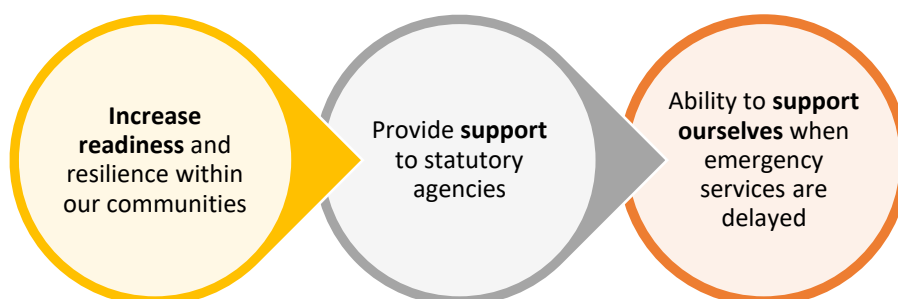 Increase
readiness and
resilience within
our communities
Provide support
to statutory
agencies
Ability to support
ourselves when
emergency
services are
delayed